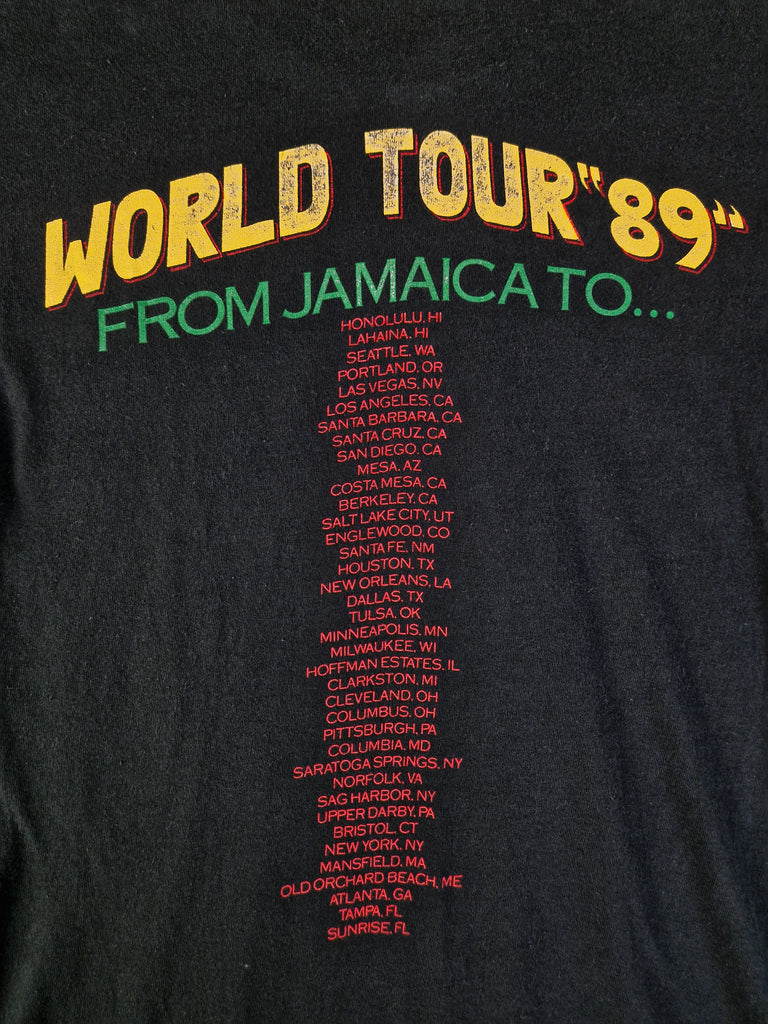 WORLD TOUR "89"
FROM JAMAICA TO...
HONOLULU, HI
LAHAINA, HI
SEATTLE, WA
PORTLAND, OR
LAS VEGAS, NV
LOS ANGELES, CA
SANTA BARBARA, CA
SANTA CRUZ, CA
SAN DIEGO, CA
MESA, AZ
COSTA MESA, CA
BERKELEY, CA
SALT LAKE CITY, UT
ENGLEWOOD, CO
SANTA FE, NM
HOUSTON, TX
NEW ORLEANS, LA
DALLAS, TX
TULSA, OK
MINNEAPOLIS, MN
MILWAUKEE, WI
HOFFMAN ESTATES, IL
CLARKSTON, MI
CLEVELAND, OH
COLUMBUS, OH
PITTSBURGH, PA
COLUMBIA, MD
SARATOGA SPRINGS, NY
NORFOLK, VA
SAG HARBOR, NY
UPPER DARBY, PA
BRISTOL, CT
NEW YORK, NY
MANSFIELD, MA
OLD ORCHARD BEACH, ME
ATLANTA, GA
TAMPA, FL
SUNRISE, FL